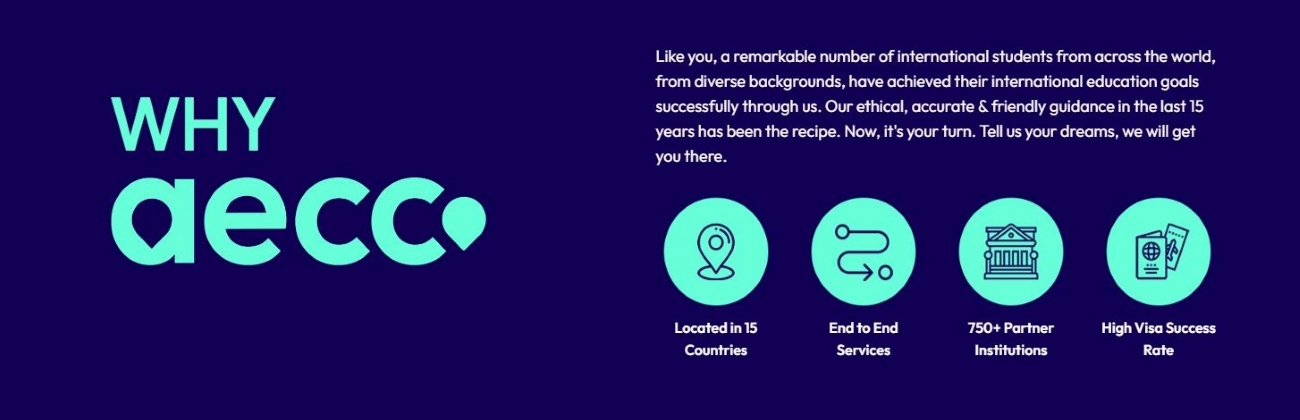 WHY
aecc
Like you, a remarkable number of international students from across the world,
from diverse backgrounds, have achieved their international education goals
successfully through us. Our ethical, accurate & friendly guidance in the last 15
years has been the recipe. Now, it's your turn. Tell us your dreams, we will get
you there.
Located in 15
Countries
End to End
Services
750+ Partner
Institutions
High Visa Success
Rate